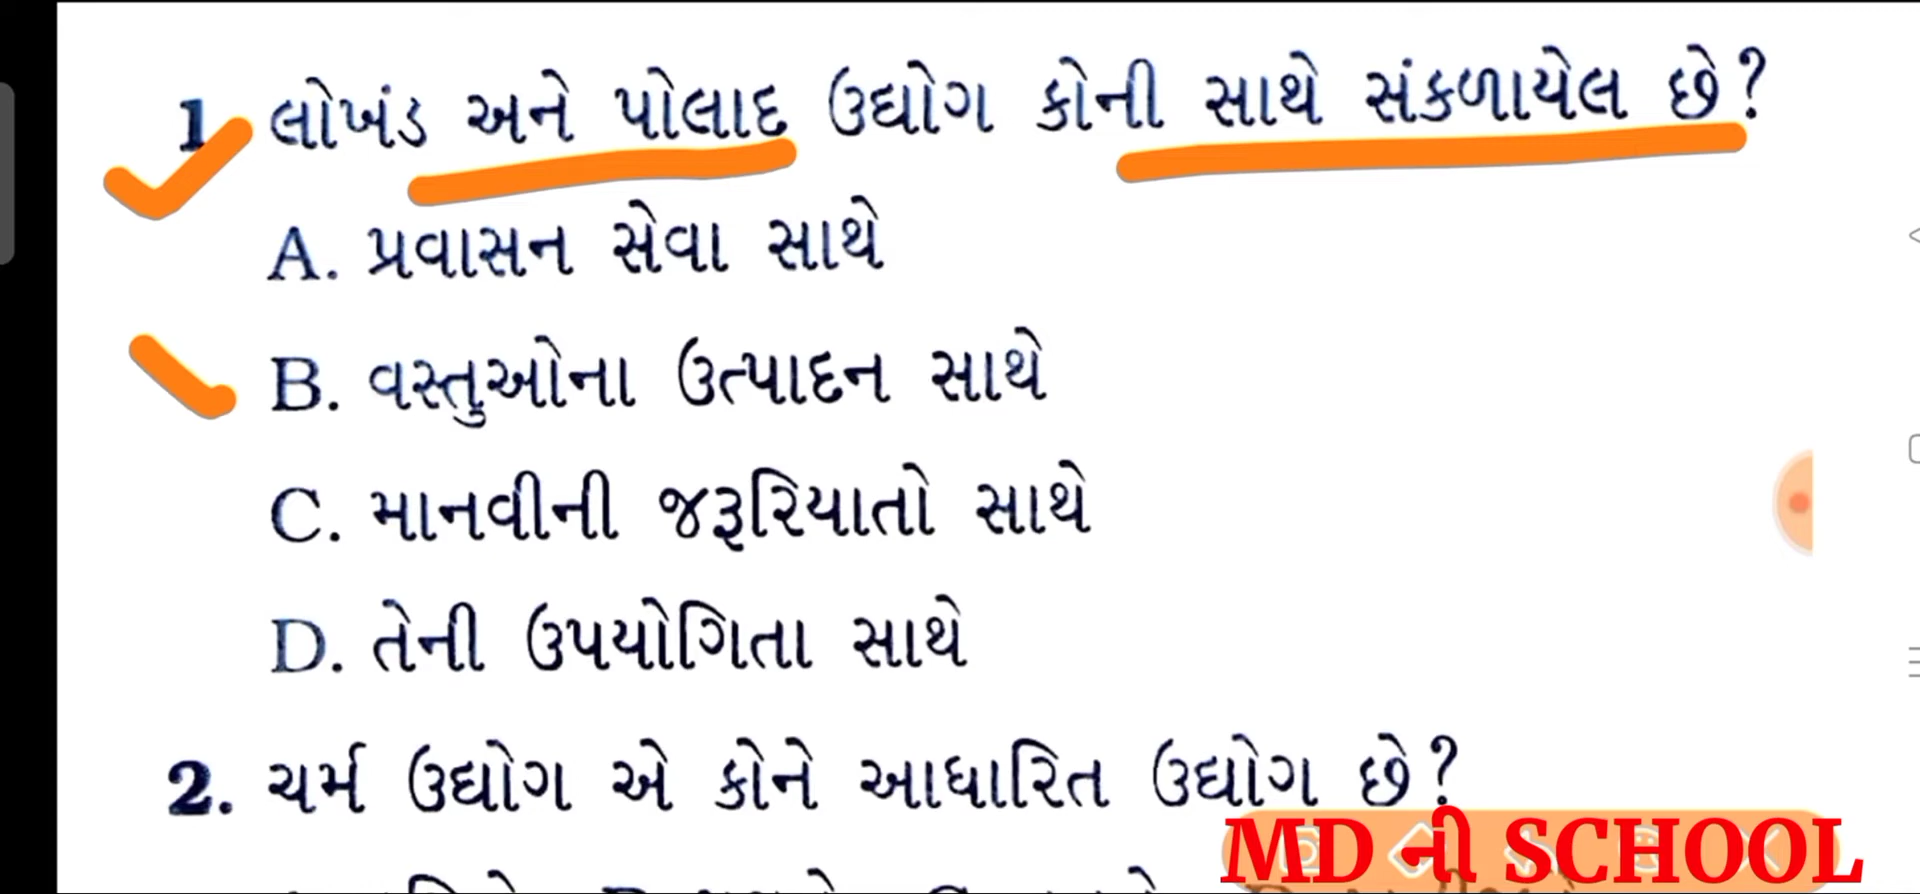 1 લોખંડ અને પોલાદ ઉદ્યોગ કોની સાથે સંકળાયેલ છે?
A. પ્રવાસન સેવા સાથે
B. વસ્તુઓના ઉત્પાદન સાથે
C. માનવીની જરૂરિયાતો સાથે
D. તેની ઉપયોગિતા સાથે
2. ચર્મ ઉદ્યોગ એ કોને આધારિત ઉદ્યોગ છે?
MD ની SCHOOL